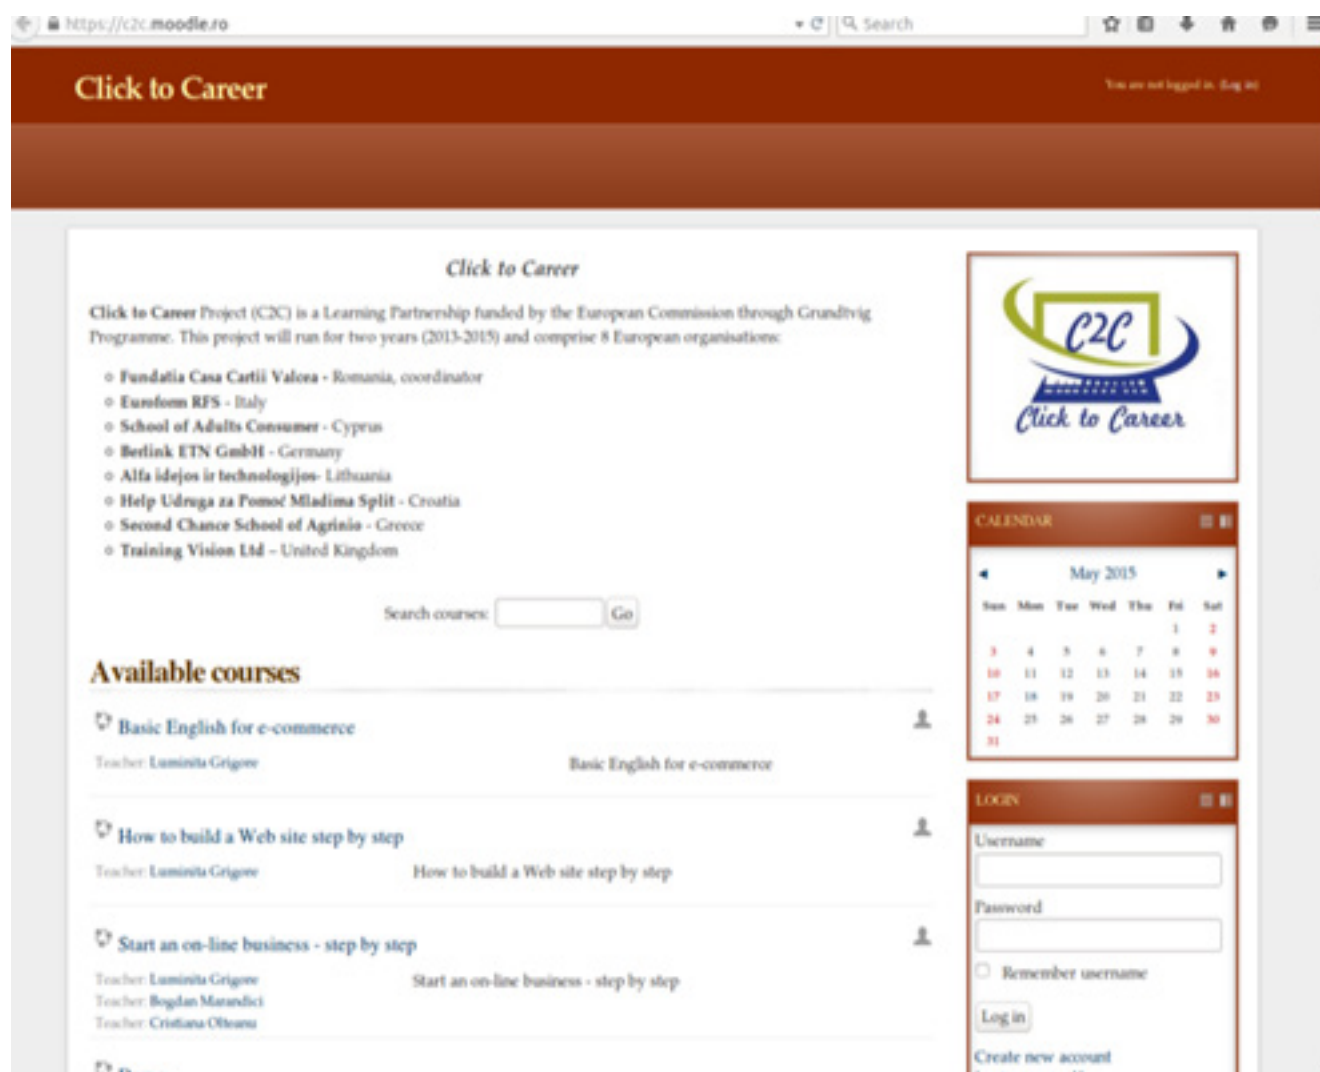 https://c2c.moodle.ro
Search
Click to Career
You are not logged in. (Log in)
Click to Career
Click to Career Project (C2C) is a Learning Partnership funded by the European Commission through Grundtvig
Programme. This project will run for two years (2013-2015) and comprise 8 European organisations:
Fundatia Casa Cartii Valcea - Romania, coordinator
Euroform RFS - Italy
School of Adults Consumer - Cyprus
Berlink ETN GmbH - Germany
Alfa idejos ir technologijos- Lithuania
Help Udruga za Pomoć Mladima Split - Croatia
Second Chance School of Agrinio - Greece
Training Vision Ltd – United Kingdom
Search courses: Go
Available courses
Basic English for e-commerce
Teacher: Luminita Grigore
Basic English for e-commerce
How to build a Web site step by step
Teacher: Luminita Grigore
How to build a Web site step by step
Start an on-line business - step by step
Teacher: Luminita Grigore
Start an on-line business - step by step
Teacher: Bogdan Marandici
Teacher: Cristiana Olteanu
C2C
Click to Career
CALENDAR
May 2015
Sun Mon Tue Wed Thu Fri Sat
1 2
3 4 5 6 7 8 9
10 11 12 13 14 15 16
17 18 19 20 21 22 23
24 25 26 27 28 29 30
31
LOGIN
Username
Password
Remember username
Log in
Create new account